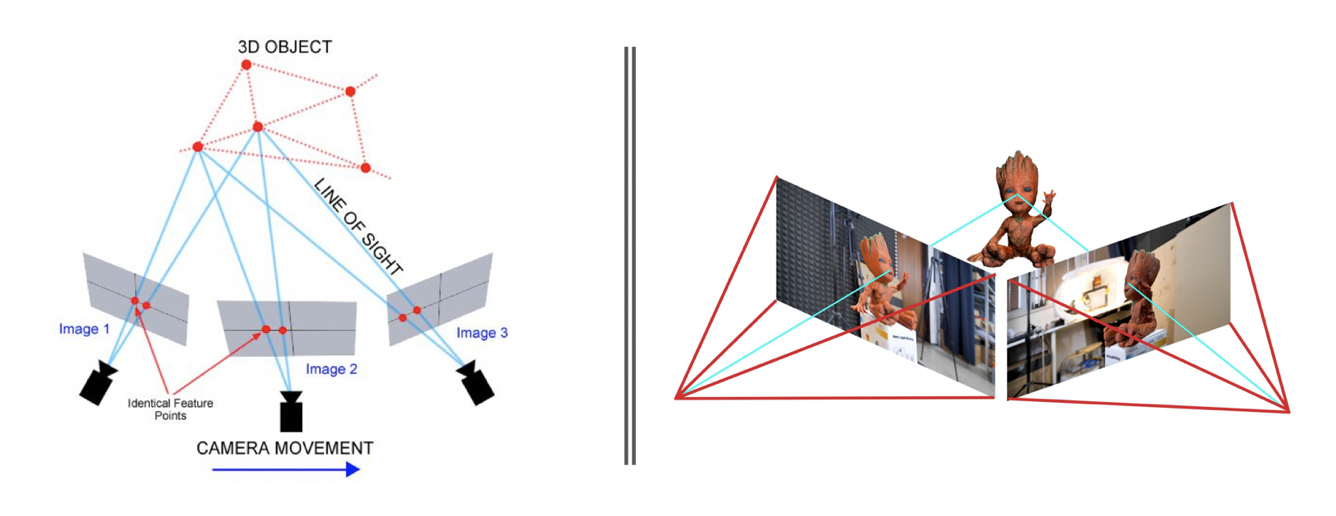 3D OBJECT
LINE OF SIGHT
Image 1
Image 2
Image 3
Identical Feature
Points
CAMERA MOVEMENT